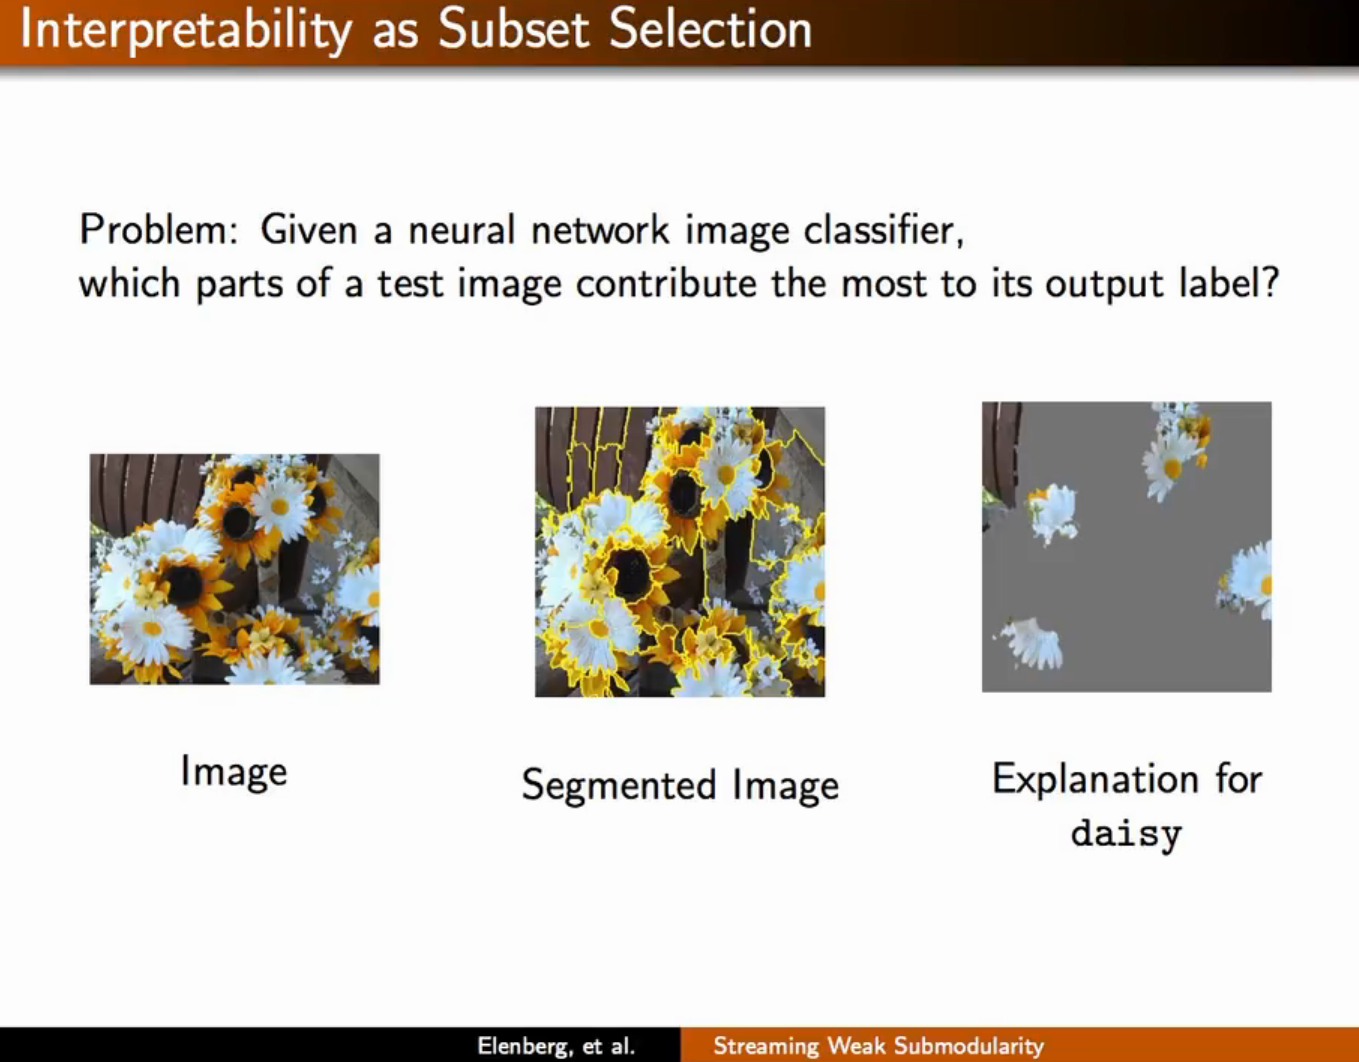 Interpretability as Subset Selection
Problem: Given a neural network image classifier,
which parts of a test image contribute the most to its output label?
Image
Segmented Image
Explanation for
daisy
Elenberg, et al.
Streaming Weak Submodularity